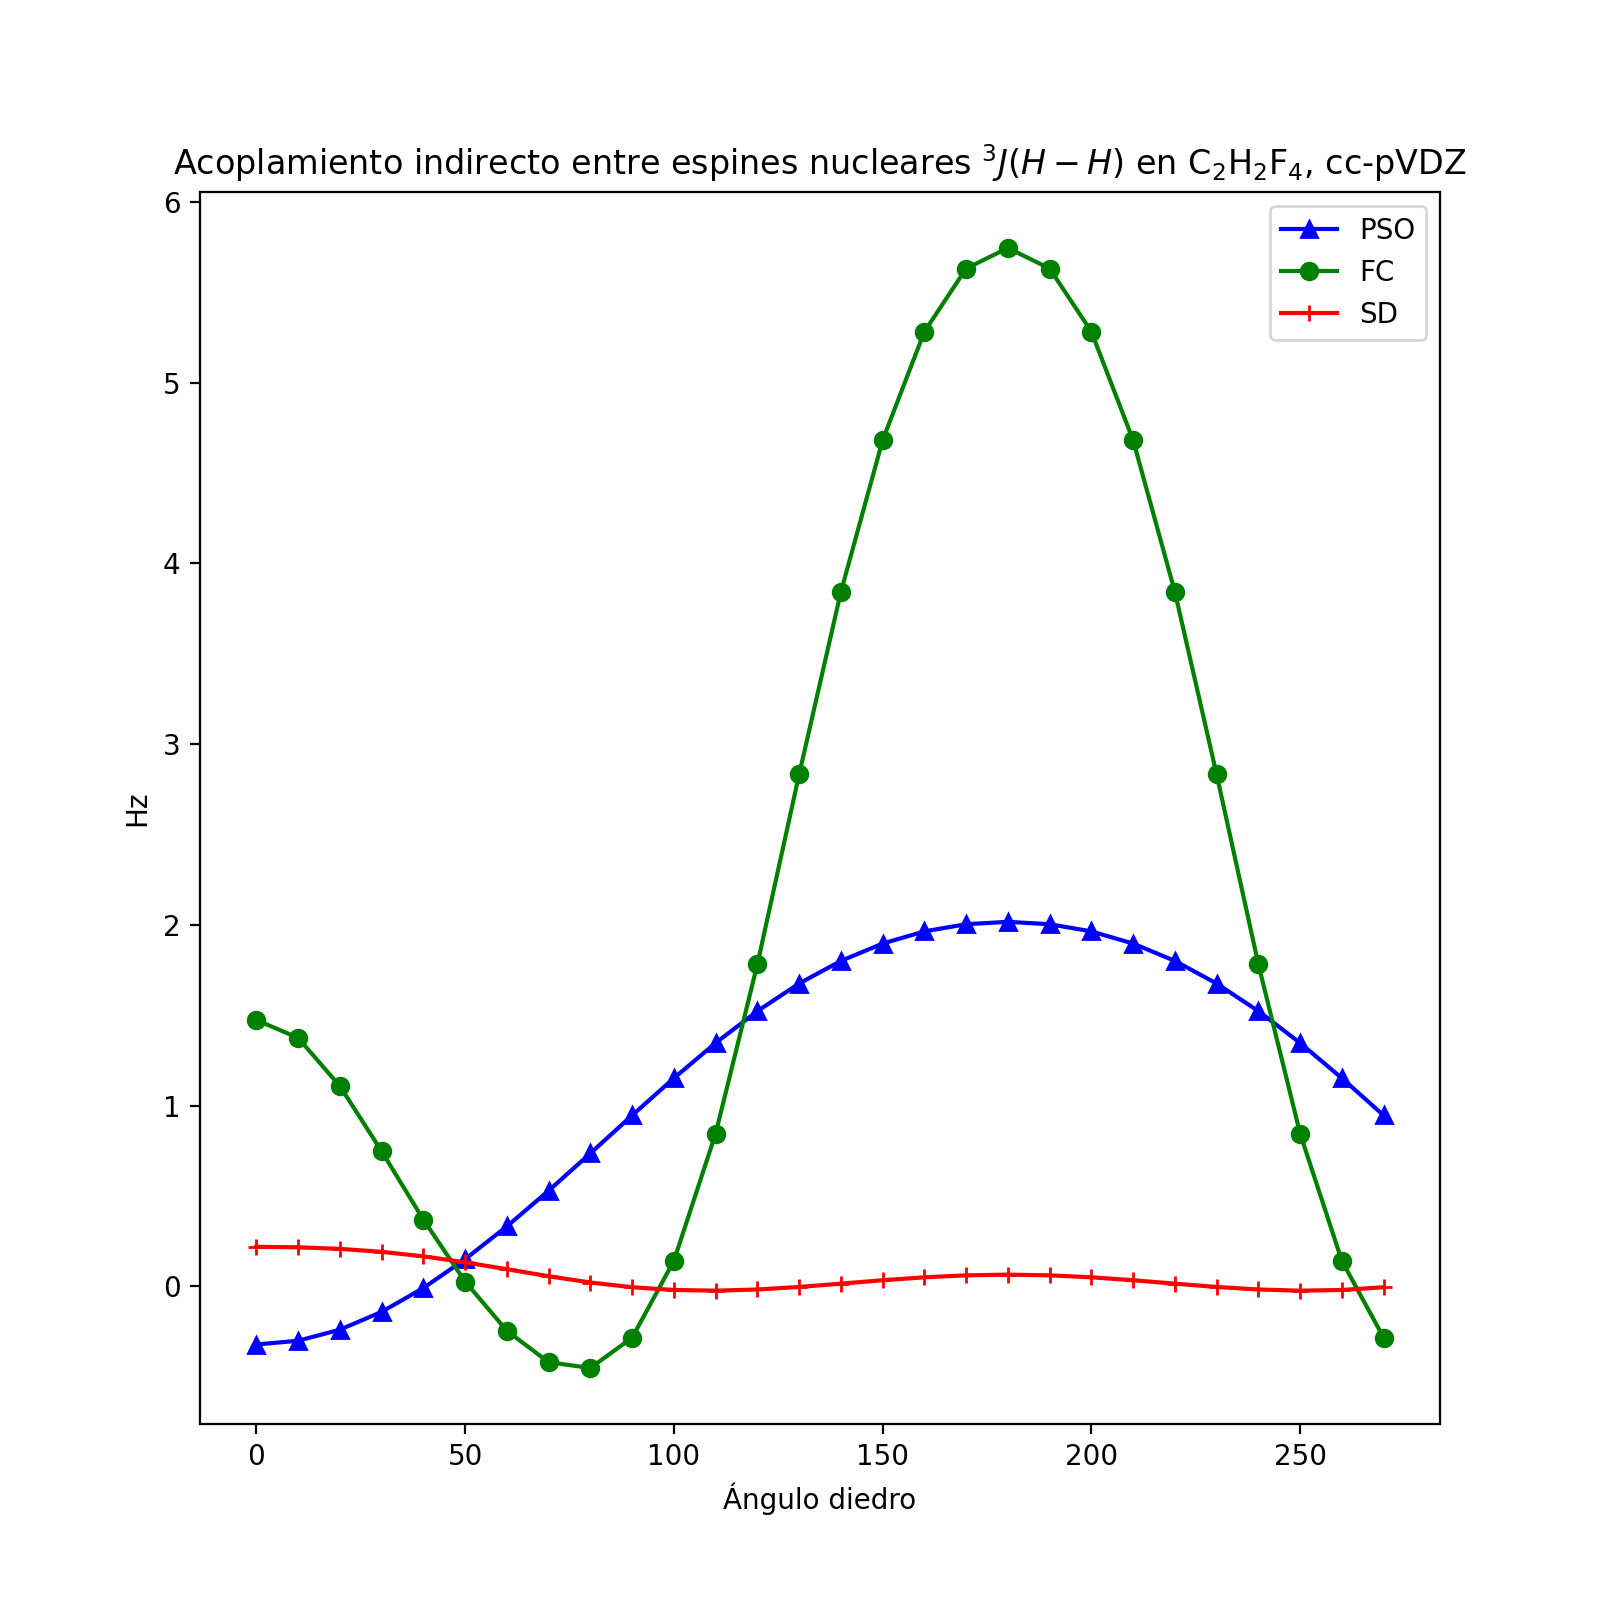 Acoplamiento indirecto entre espines nucleares ³J(H − H) en C₂H₂F₄, cc-pVDZ
PSO
FC
SD
6
5
4
3
2
1
0
Hz
0 50 100 150 200 250
Ángulo diedro